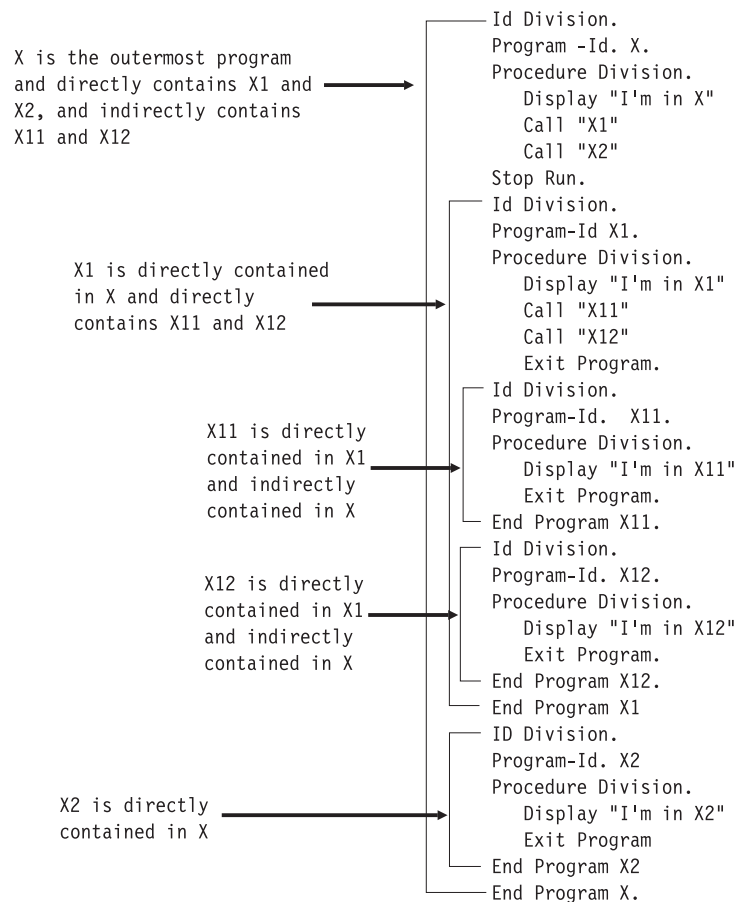 Id Division.
Program -Id. X.
X is the outermost program
and directly contains X1 and
X2, and indirectly contains
X11 and X12
Procedure Division.
Display "I'm in X"
Call "X1"
Call "X2"
Stop Run.
Id Division.
Program-Id X1.
X1 is directly contained
in X and directly
contains X11 and X12
Procedure Division.
Display "I'm in X1"
Call "X11"
Call "X12"
Exit Program.
Id Division.
Program-Id. X11.
X11 is directly
contained in X1
and indirectly
contained in X
Procedure Division.
Display "I'm in X11"
Exit Program.
End Program X11.
Id Division.
Program-Id. X12.
X12 is directly
contained in X1
and indirectly
contained in X
Procedure Division.
Display "I'm in X12"
Exit Program.
End Program X12.
End Program X1
ID Division.
Program-Id. X2
X2 is directly
contained in X
Procedure Division.
Display "I'm in X2"
Exit Program
End Program X2
End Program X.